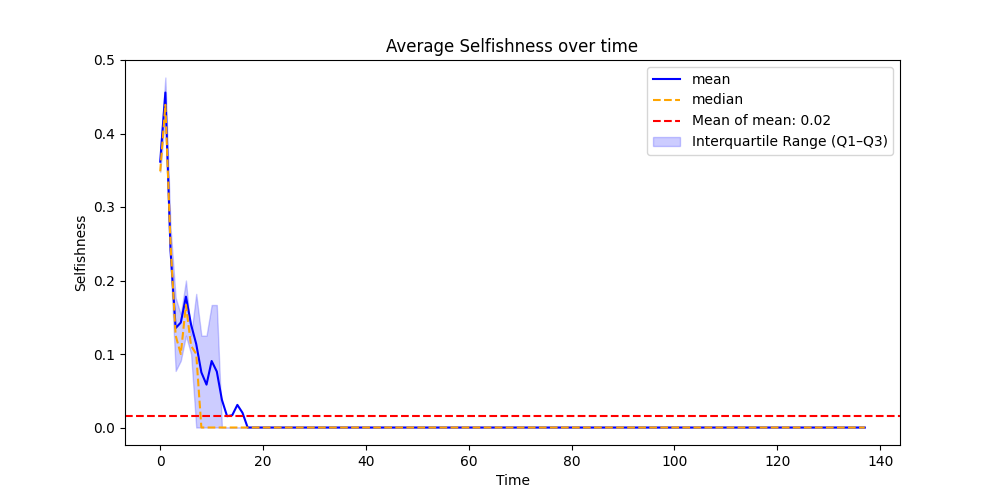 Average Selfishness over time
Selfishness
0.5
0.4
0.3
0.2
0.1
0.0
mean
median
Mean of mean: 0.02
Interquartile Range (Q1–Q3)
0 20 40 60 80 100 120 140
Time